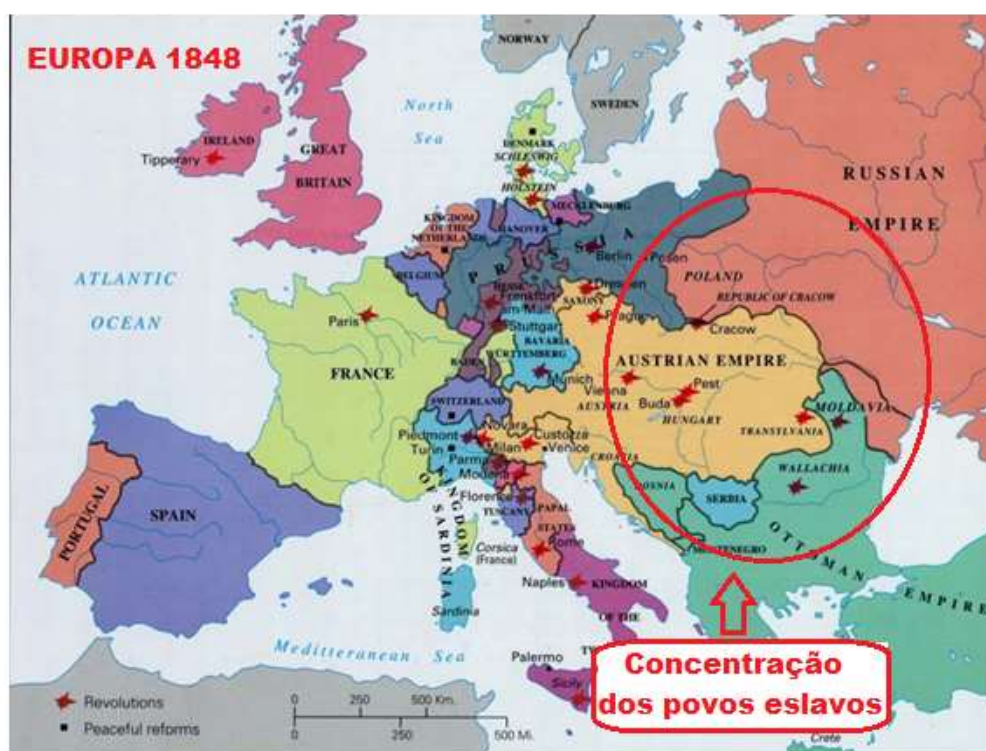 EUROPA 1848
NORWAY
SWEDEN
North
Sea
IRELAND
Tipperary
GREAT
BRITAIN
DENMARK
SCHLESWIG
HOLSTEIN
MECKLENBURG
RUSSIAN
EMPIRE
KINGDOM
OF THE
NETHERLANDS
HANOVER
PRUSSIA
Berlin
Posen
BELGIUM
ATLANTIC
OCEAN
POLAND
REPUBLIC OF CRACOW
Cracow
Frankfurt
am-Main
SAXONY
Dresden
Prague
Paris
Stuttgart
BAVARIA
BADEN
WÜRTTEMBERG
Munich
FRANCE
AUSTRIAN EMPIRE
Vienna
AUSTRIA
Pest
Buda
HUNGARY
MOLDAVIA
TRANSYLVANIA
SWITZERLAND
Piedmont
Novara
Turin
Milan
Custozza
Venice
CROATIA
WALLACHIA
Parma
Modena
BOSNIA
SERBIA
Florence
TUSCANY
PAPAL
STATES
KINGDOM
OF SARDINIA
PORTUGAL
SPAIN
Corsica
(France)
Rome
MONTENEGRO
OTTOMAN
EMPIRE
Naples
KINGDOM
OF THE
Sardinia
Mediterranean Sea
Palermo
Sicily
Concentração
dos povos eslavos
Revolutions
Peaceful reforms
0 250 500 Km.
0 250 500 Mi.
Crete